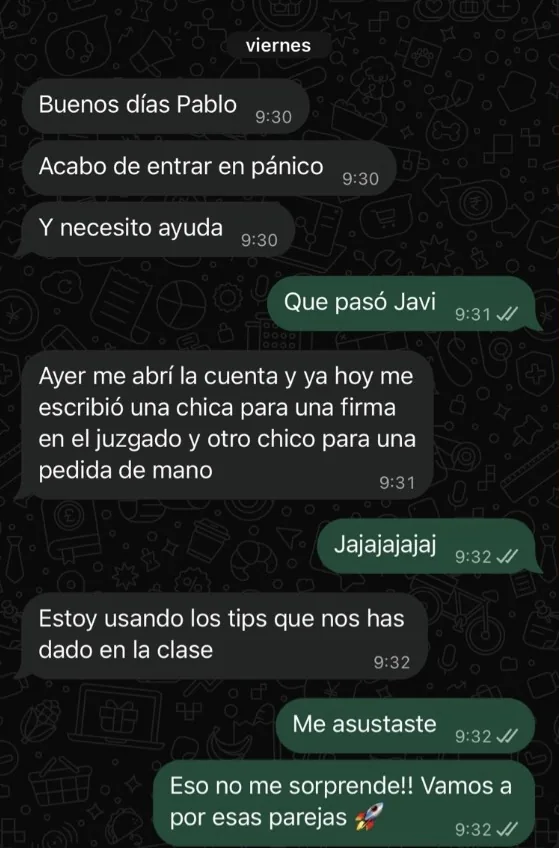 viernes
Buenos días Pablo 9:30
Acabo de entrar en pánico 9:30
Y necesito ayuda 9:30
Que pasó Javi 9:31
Ayer me abrí la cuenta y ya hoy me
escribió una chica para una firma
en el juzgado y otro chico para una
pedida de mano 9:31
Jajajajajaj 9:32
Estoy usando los tips que nos has
dado en la clase 9:32
Me asustaste 9:32
Eso no me sorprende!! Vamos a
por esas parejas 🚀 9:32